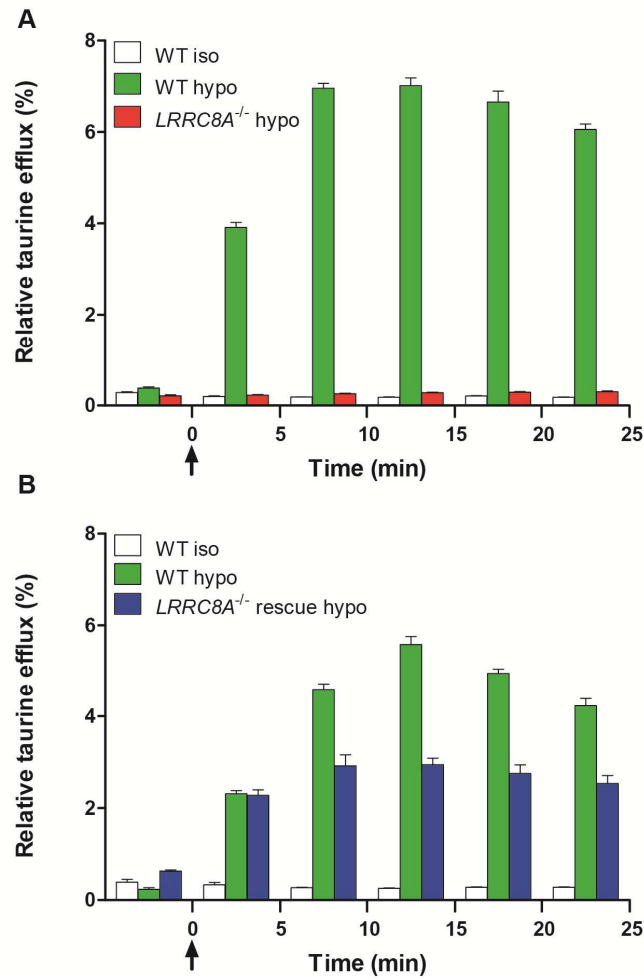 A
Relative taurine efflux (%)
8
6
4
2
0
WT iso
WT hypo
LRRC8A-/- hypo
0 5 10 15 20 25
Time (min)
B
Relative taurine efflux (%)
8
6
4
2
0
WT iso
WT hypo
LRRC8A-/- rescue hypo
0 5 10 15 20 25
Time (min)